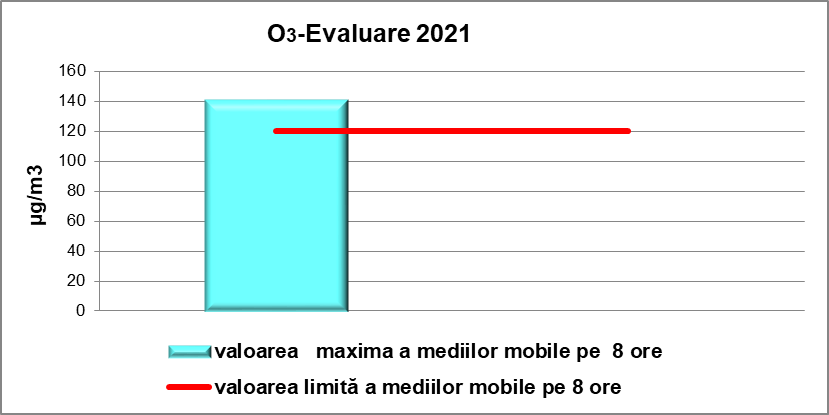 O3-Evaluare 2021
160
140
120
100
80
60
40
20
0
µg/m3
valoarea maxima a mediilor mobile pe 8 ore
valoarea limită a mediilor mobile pe 8 ore